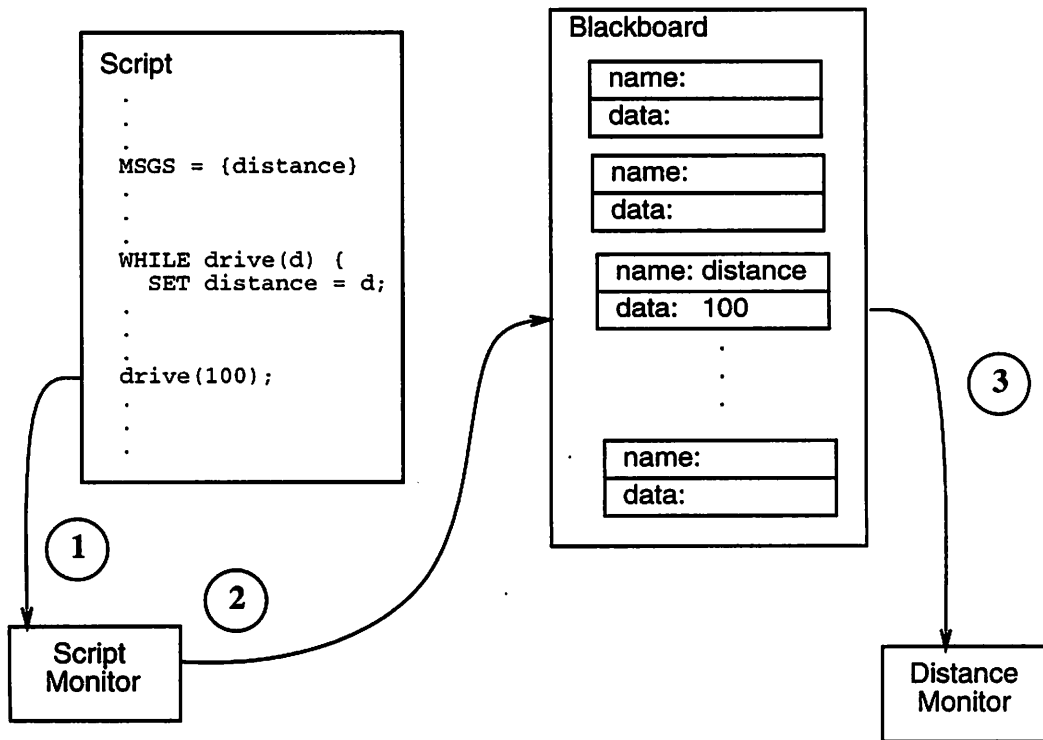 Script
.
.
.
MSGS = {distance}
.
.
.
WHILE drive(d) {
SET distance = d;
.
.
.
drive(100);
.
.
.
1
Script
Monitor
2
Blackboard
name:
data:
name:
data:
name: distance
data: 100
.
.
.
name:
data:
3
Distance
Monitor